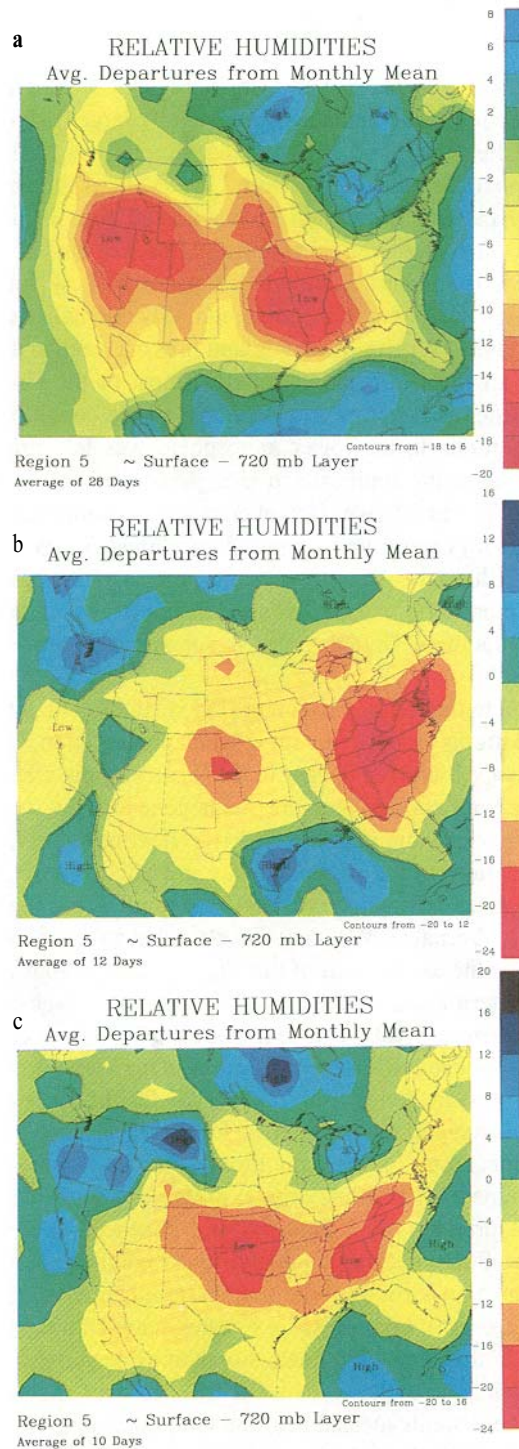 a
RELATIVE HUMIDITIES
Avg. Departures from Monthly Mean
High
High
Low
Low
8
6
4
2
0
-2
-4
-6
-8
-10
-12
-14
-16
-18
-20
Contours from -18 to 6
Region 5 ~ Surface - 720 mb Layer
Average of 28 Days
b
RELATIVE HUMIDITIES
Avg. Departures from Monthly Mean
High
High
Low
High
High
16
12
8
4
0
-4
-8
-12
-16
-20
-24
Contours from -20 to 12
Region 5 ~ Surface - 720 mb Layer
Average of 12 Days
c
RELATIVE HUMIDITIES
Avg. Departures from Monthly Mean
Low
Low
High
High
20
16
12
8
4
0
-4
-8
-12
-16
-20
-24
Contours from -20 to 16
Region 5 ~ Surface - 720 mb Layer
Average of 10 Days